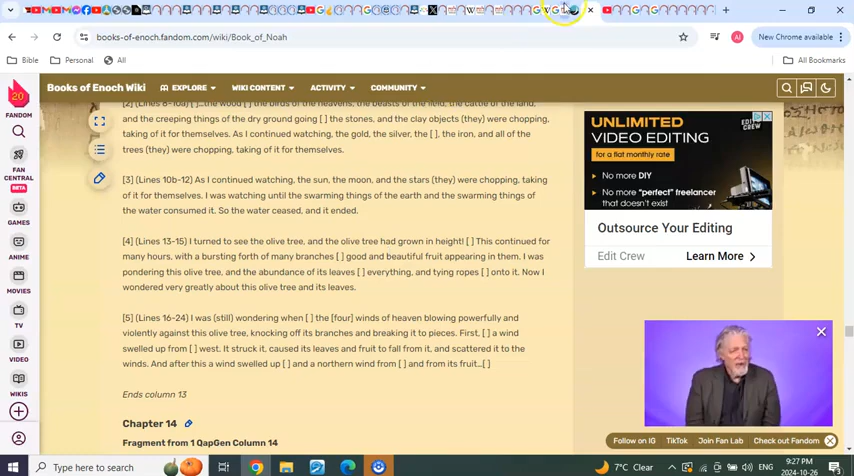 books-of-enoch.fandom.com/wiki/Book_of_Noah
AI
New Chrome available
Bible
Personal
All
All Bookmarks
20
Books of Enoch Wiki
EXPLORE
WIKI CONTENT
ACTIVITY
COMMUNITY
FANDOM
FAN
CENTRAL
BETA
GAMES
ANIME
MOVIES
TV
VIDEO
WIKIS
[2] (Lines 8-10a) [ ]...the wood [ ] the birds of the heavens, the beasts of the field, the cattle of the land,
and the creeping things of the dry ground going [ ] the stones, and the clay objects (they) were chopping,
taking of it for themselves. As I continued watching, the gold, the silver, the [ ], the iron, and all of the
trees (they) were chopping, taking of it for themselves.
[3] (Lines 10b-12) As I continued watching, the sun, the moon, and the stars (they) were chopping, taking
of it for themselves. I was watching until the swarming things of the earth and the swarming things of
the water consumed it. So the water ceased, and it ended.
[4] (Lines 13-15) I turned to see the olive tree, and the olive tree had grown in height! [ ] This continued for
many hours, with a bursting forth of many branches [ ] good and beautiful fruit appearing in them. I was
pondering this olive tree, and the abundance of its leaves [ ] everything, and tying ropes [ ] onto it. Now I
wondered very greatly about this olive tree and its leaves.
[5] (Lines 16-24) I was (still) wondering when [ ] the [four] winds of heaven blowing powerfully and
violently against this olive tree, knocking off its branches and breaking it to pieces. First, [ ] a wind
swelled up from [ ] west. It struck it, caused its leaves and fruit to fall from it, and scattered it to the
winds. And after this a wind swelled up [ ] and a northern wind from [ ] and from its fruit...[ ]
Ends column 13
Chapter 14
Fragment from 1 QapGen Column 14
UNLIMITED
VIDEO EDITING
for a flat monthly rate
No more DIY
No more "perfect" freelancer
that doesn't exist
EDIT
CREW
Outsource Your Editing
Edit Crew
Learn More
Follow on IG
TikTok
Join Fan Lab
Check out Fandom
Type here to search
7°C Clear
ENG
9:27 PM
2024-10-26
3